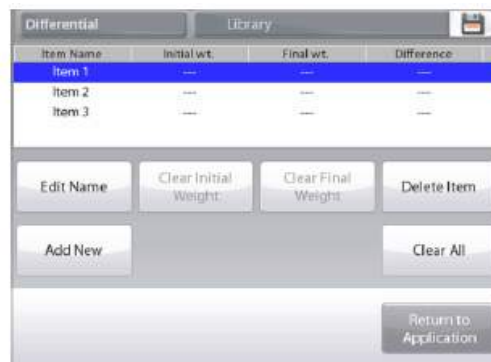 Differential Library
Item Name Initial wt. Final wt. Difference
Item 1 --- --- ---
Item 2 --- --- ---
Item 3 --- --- ---
Edit Name Clear Initial Weight Clear Final Weight Delete Item
Add New Clear All
Return to
Application